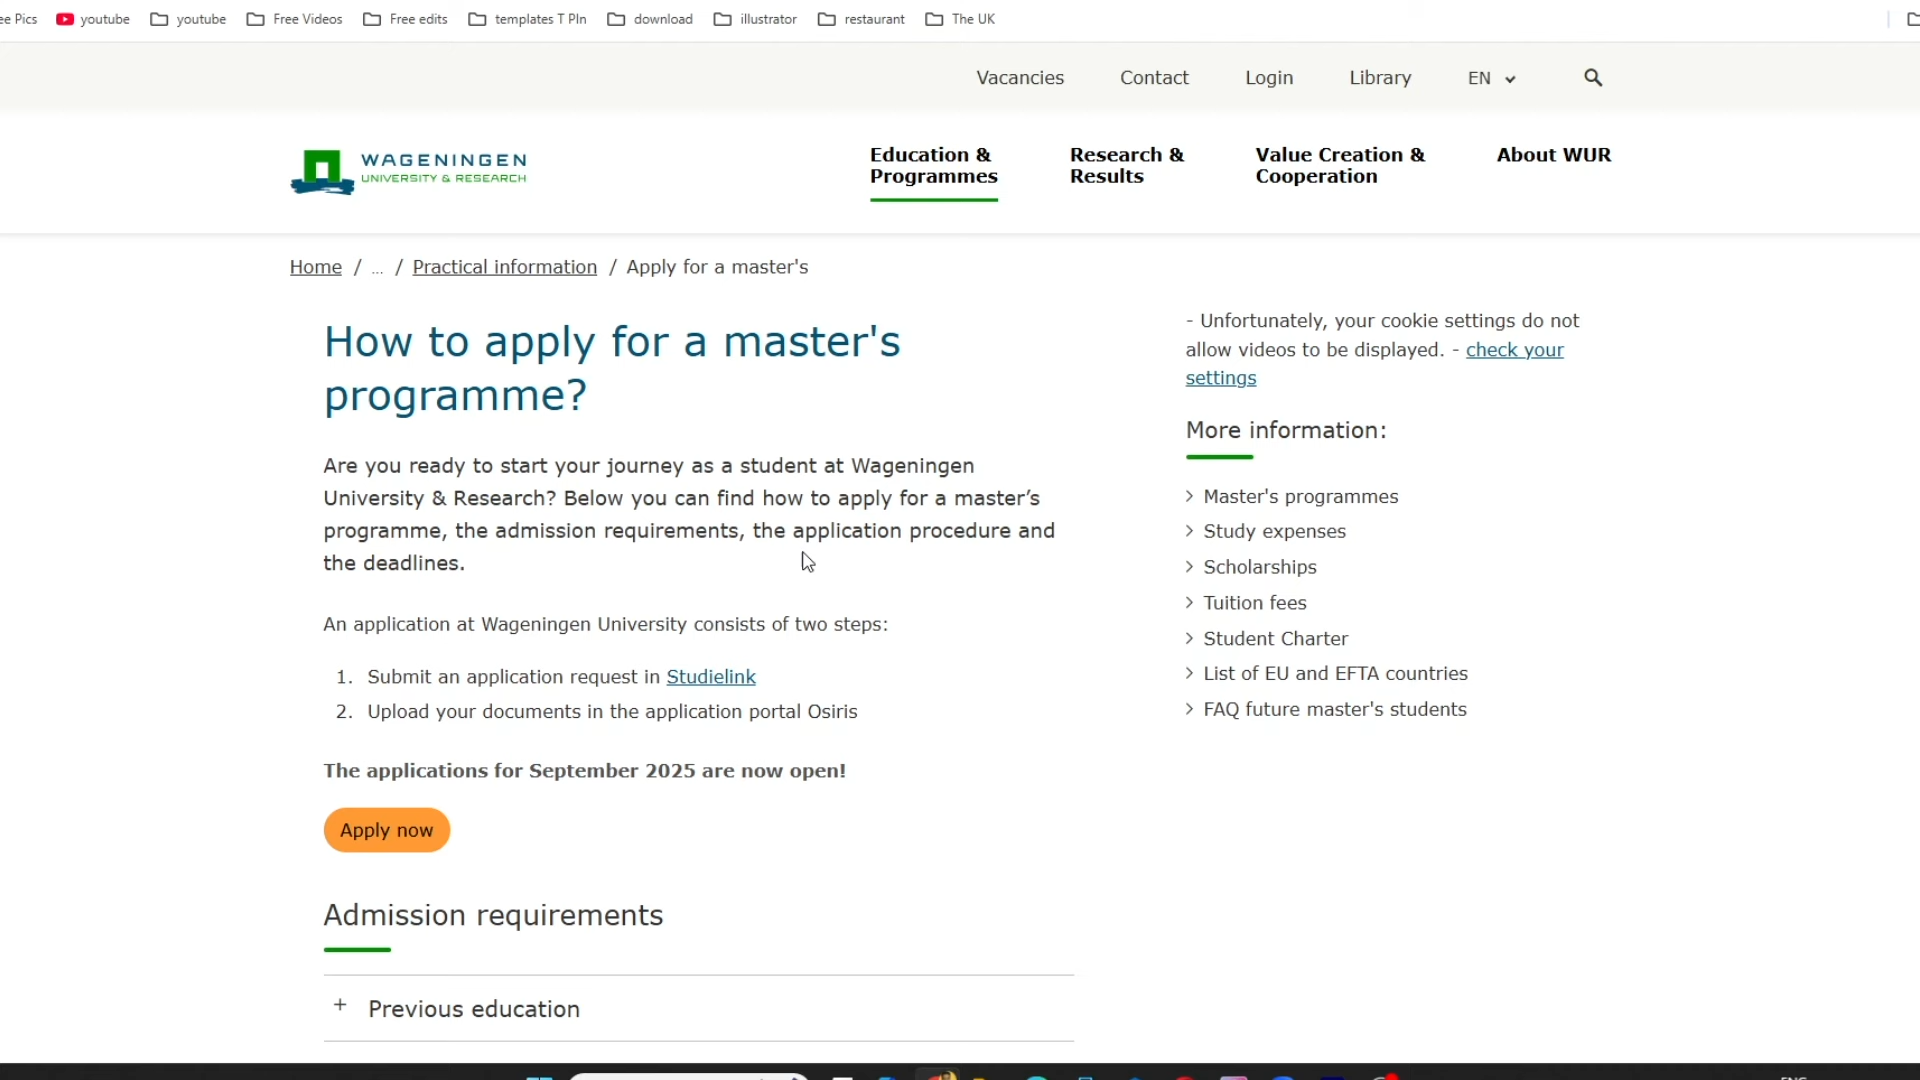 ee Pics youtube youtube Free Videos Free edits templates T Pln download illustrator restaurant The UK
Vacancies Contact Login Library EN
WAGENINGEN
UNIVERSITY & RESEARCH
Education &
Programmes
Research &
Results
Value Creation &
Cooperation
About WUR
Home / ... / Practical information / Apply for a master's
How to apply for a master's
programme?
Are you ready to start your journey as a student at Wageningen
University & Research? Below you can find how to apply for a master’s
programme, the admission requirements, the application procedure and
the deadlines.
An application at Wageningen University consists of two steps:
1. Submit an application request in Studielink
2. Upload your documents in the application portal Osiris
The applications for September 2025 are now open!
Apply now
Admission requirements
+ Previous education
- Unfortunately, your cookie settings do not
allow videos to be displayed. - check your
settings
More information:
Master's programmes
Study expenses
Scholarships
Tuition fees
Student Charter
List of EU and EFTA countries
FAQ future master's students